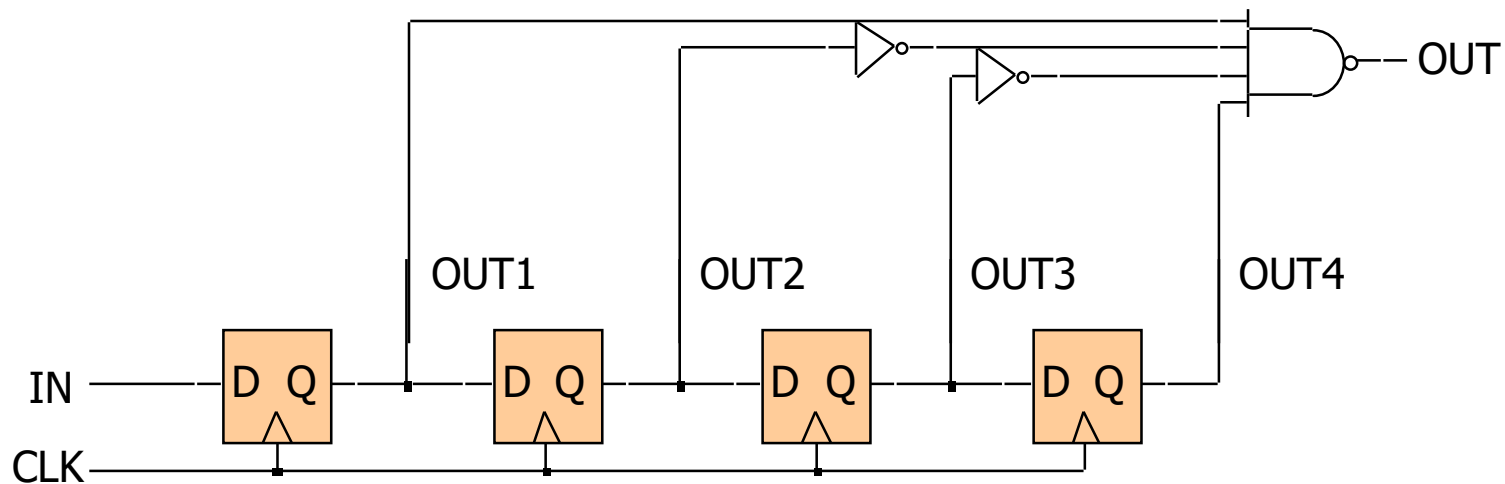 OUT
OUT1 OUT2 OUT3 OUT4
IN D Q D Q D Q D Q
CLK